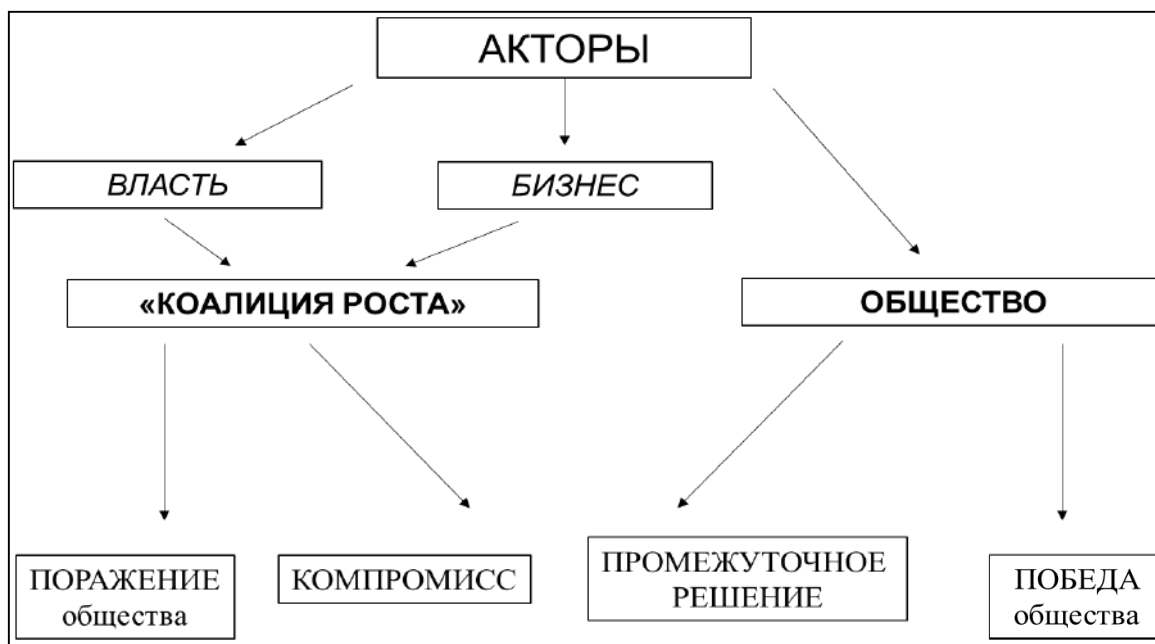 АКТОРЫ
ВЛАСТЬ
БИЗНЕС
«КОАЛИЦИЯ РОСТА»
ОБЩЕСТВО
ПОРАЖЕНИЕ
общества
КОМПРОМИСС
ПРОМЕЖУТОЧНОЕ
РЕШЕНИЕ
ПОБЕДА
общества